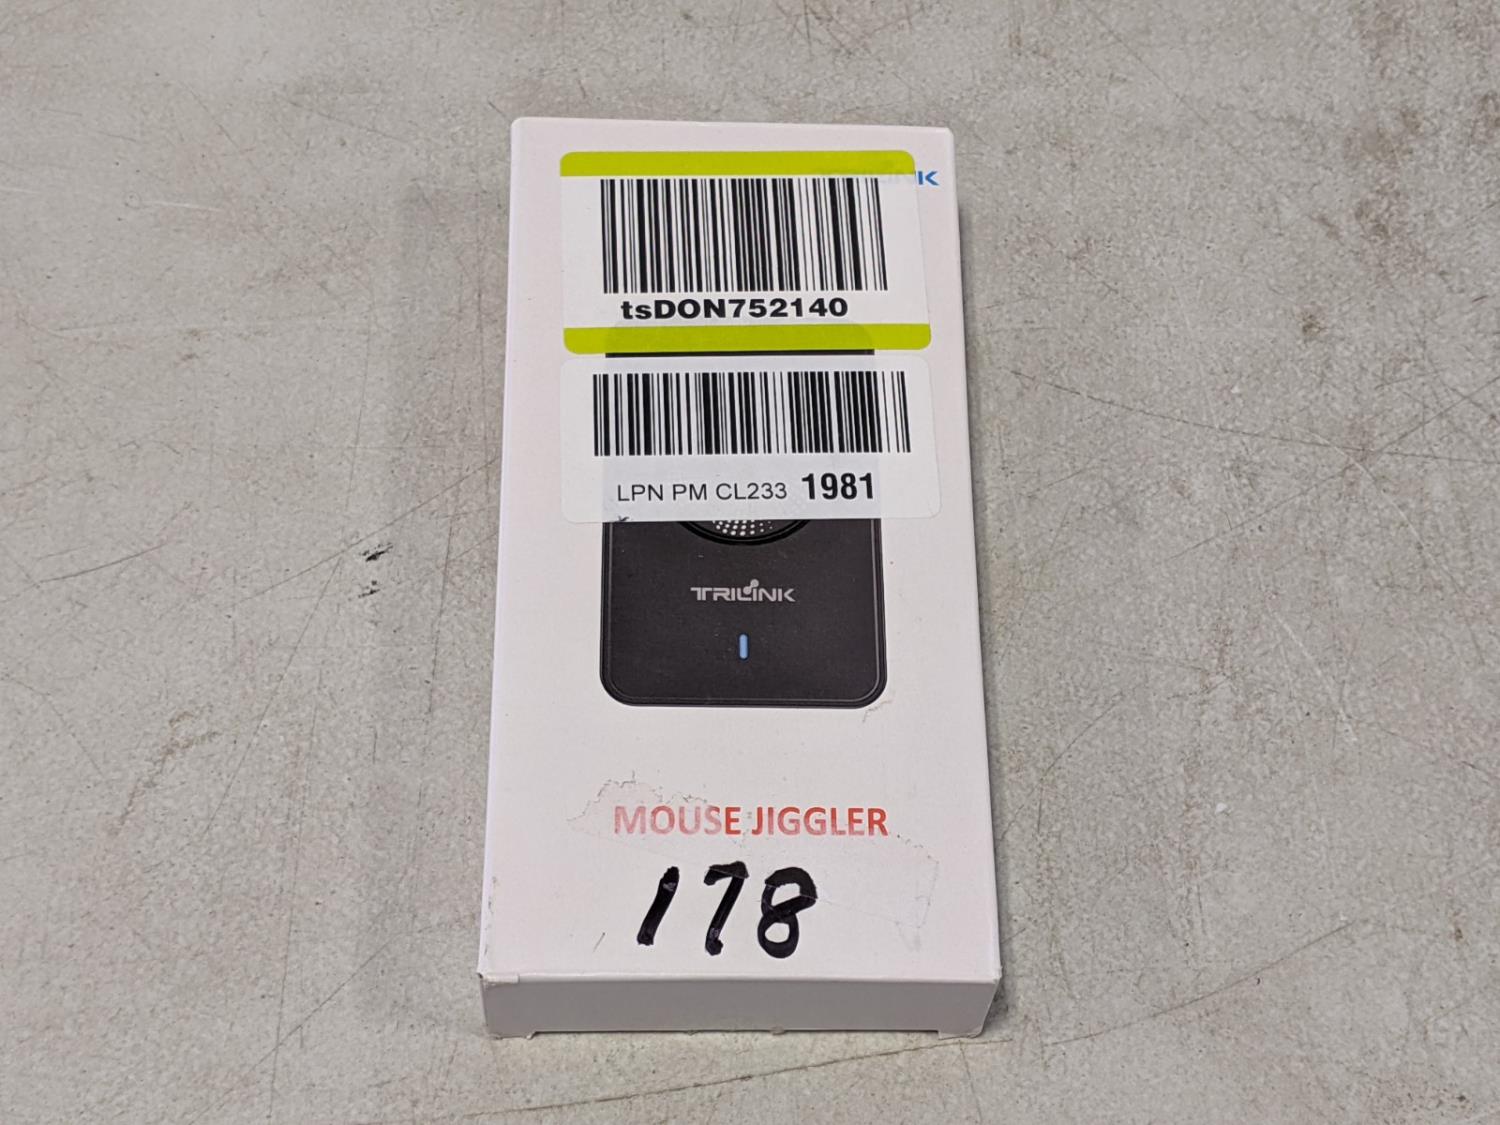 tsDON752140
LPN PM CL233 1981
TRILINK
MOUSE JIGGLER
178